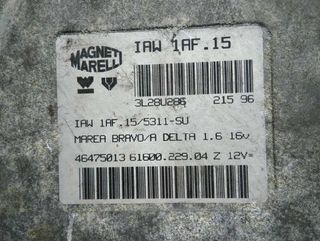 MAGNETI
MARELLI
IAW 1AF.15
3L28U286 215 96
IAW 1AF.15/5311-SU
MAREA BRAVO/A DELTA 1.6 16v
46475013 61600.229.04 Z 12V=